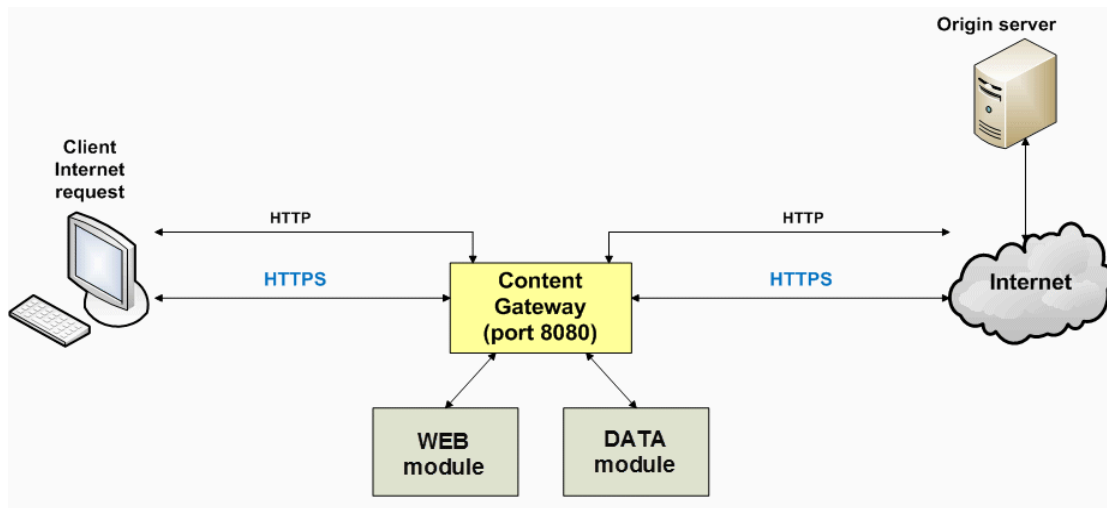 Origin server
Client
Internet
request
HTTP
HTTP
HTTPS
HTTPS
Content
Gateway
(port 8080)
Internet
WEB
module
DATA
module